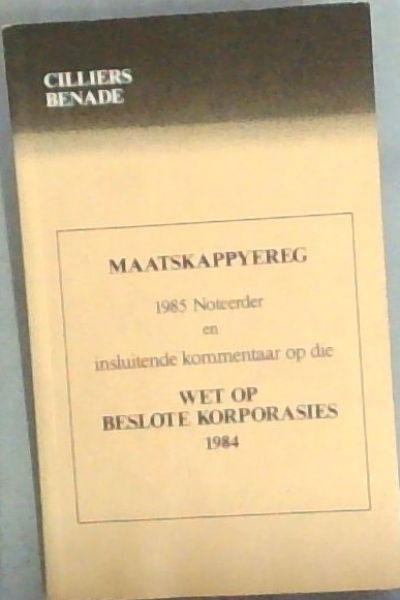 CILLIERS
BENADE
MAATSKAPPYEREG
1985 Noteerder
en
insluitende kommentaar op die
WET OP
BESLOTE KORPORASIES
1984